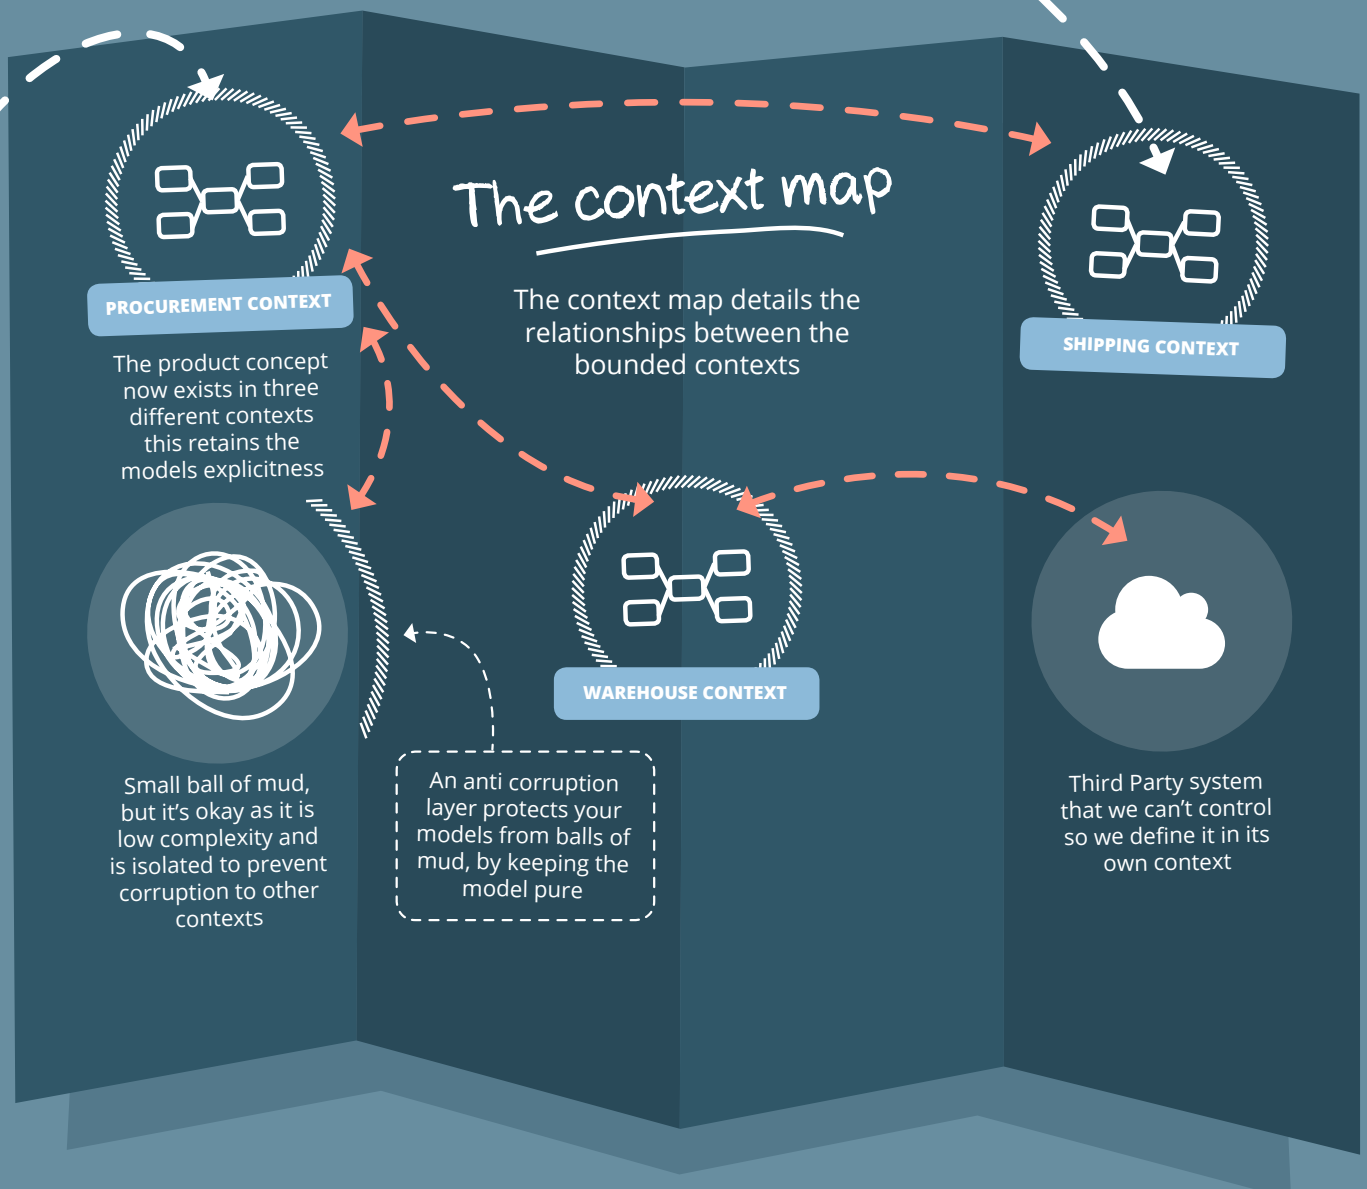 The context map
The context map details the
relationships between the
bounded contexts
PROCUREMENT CONTEXT
The product concept
now exists in three
different contexts
this retains the
models explicitness
SHIPPING CONTEXT
WAREHOUSE CONTEXT
Small ball of mud,
but it's okay as it is
low complexity and
is isolated to prevent
corruption to other
contexts
An anti corruption
layer protects your
models from balls of
mud, by keeping the
model pure
Third Party system
that we can't control
so we define it in its
own context